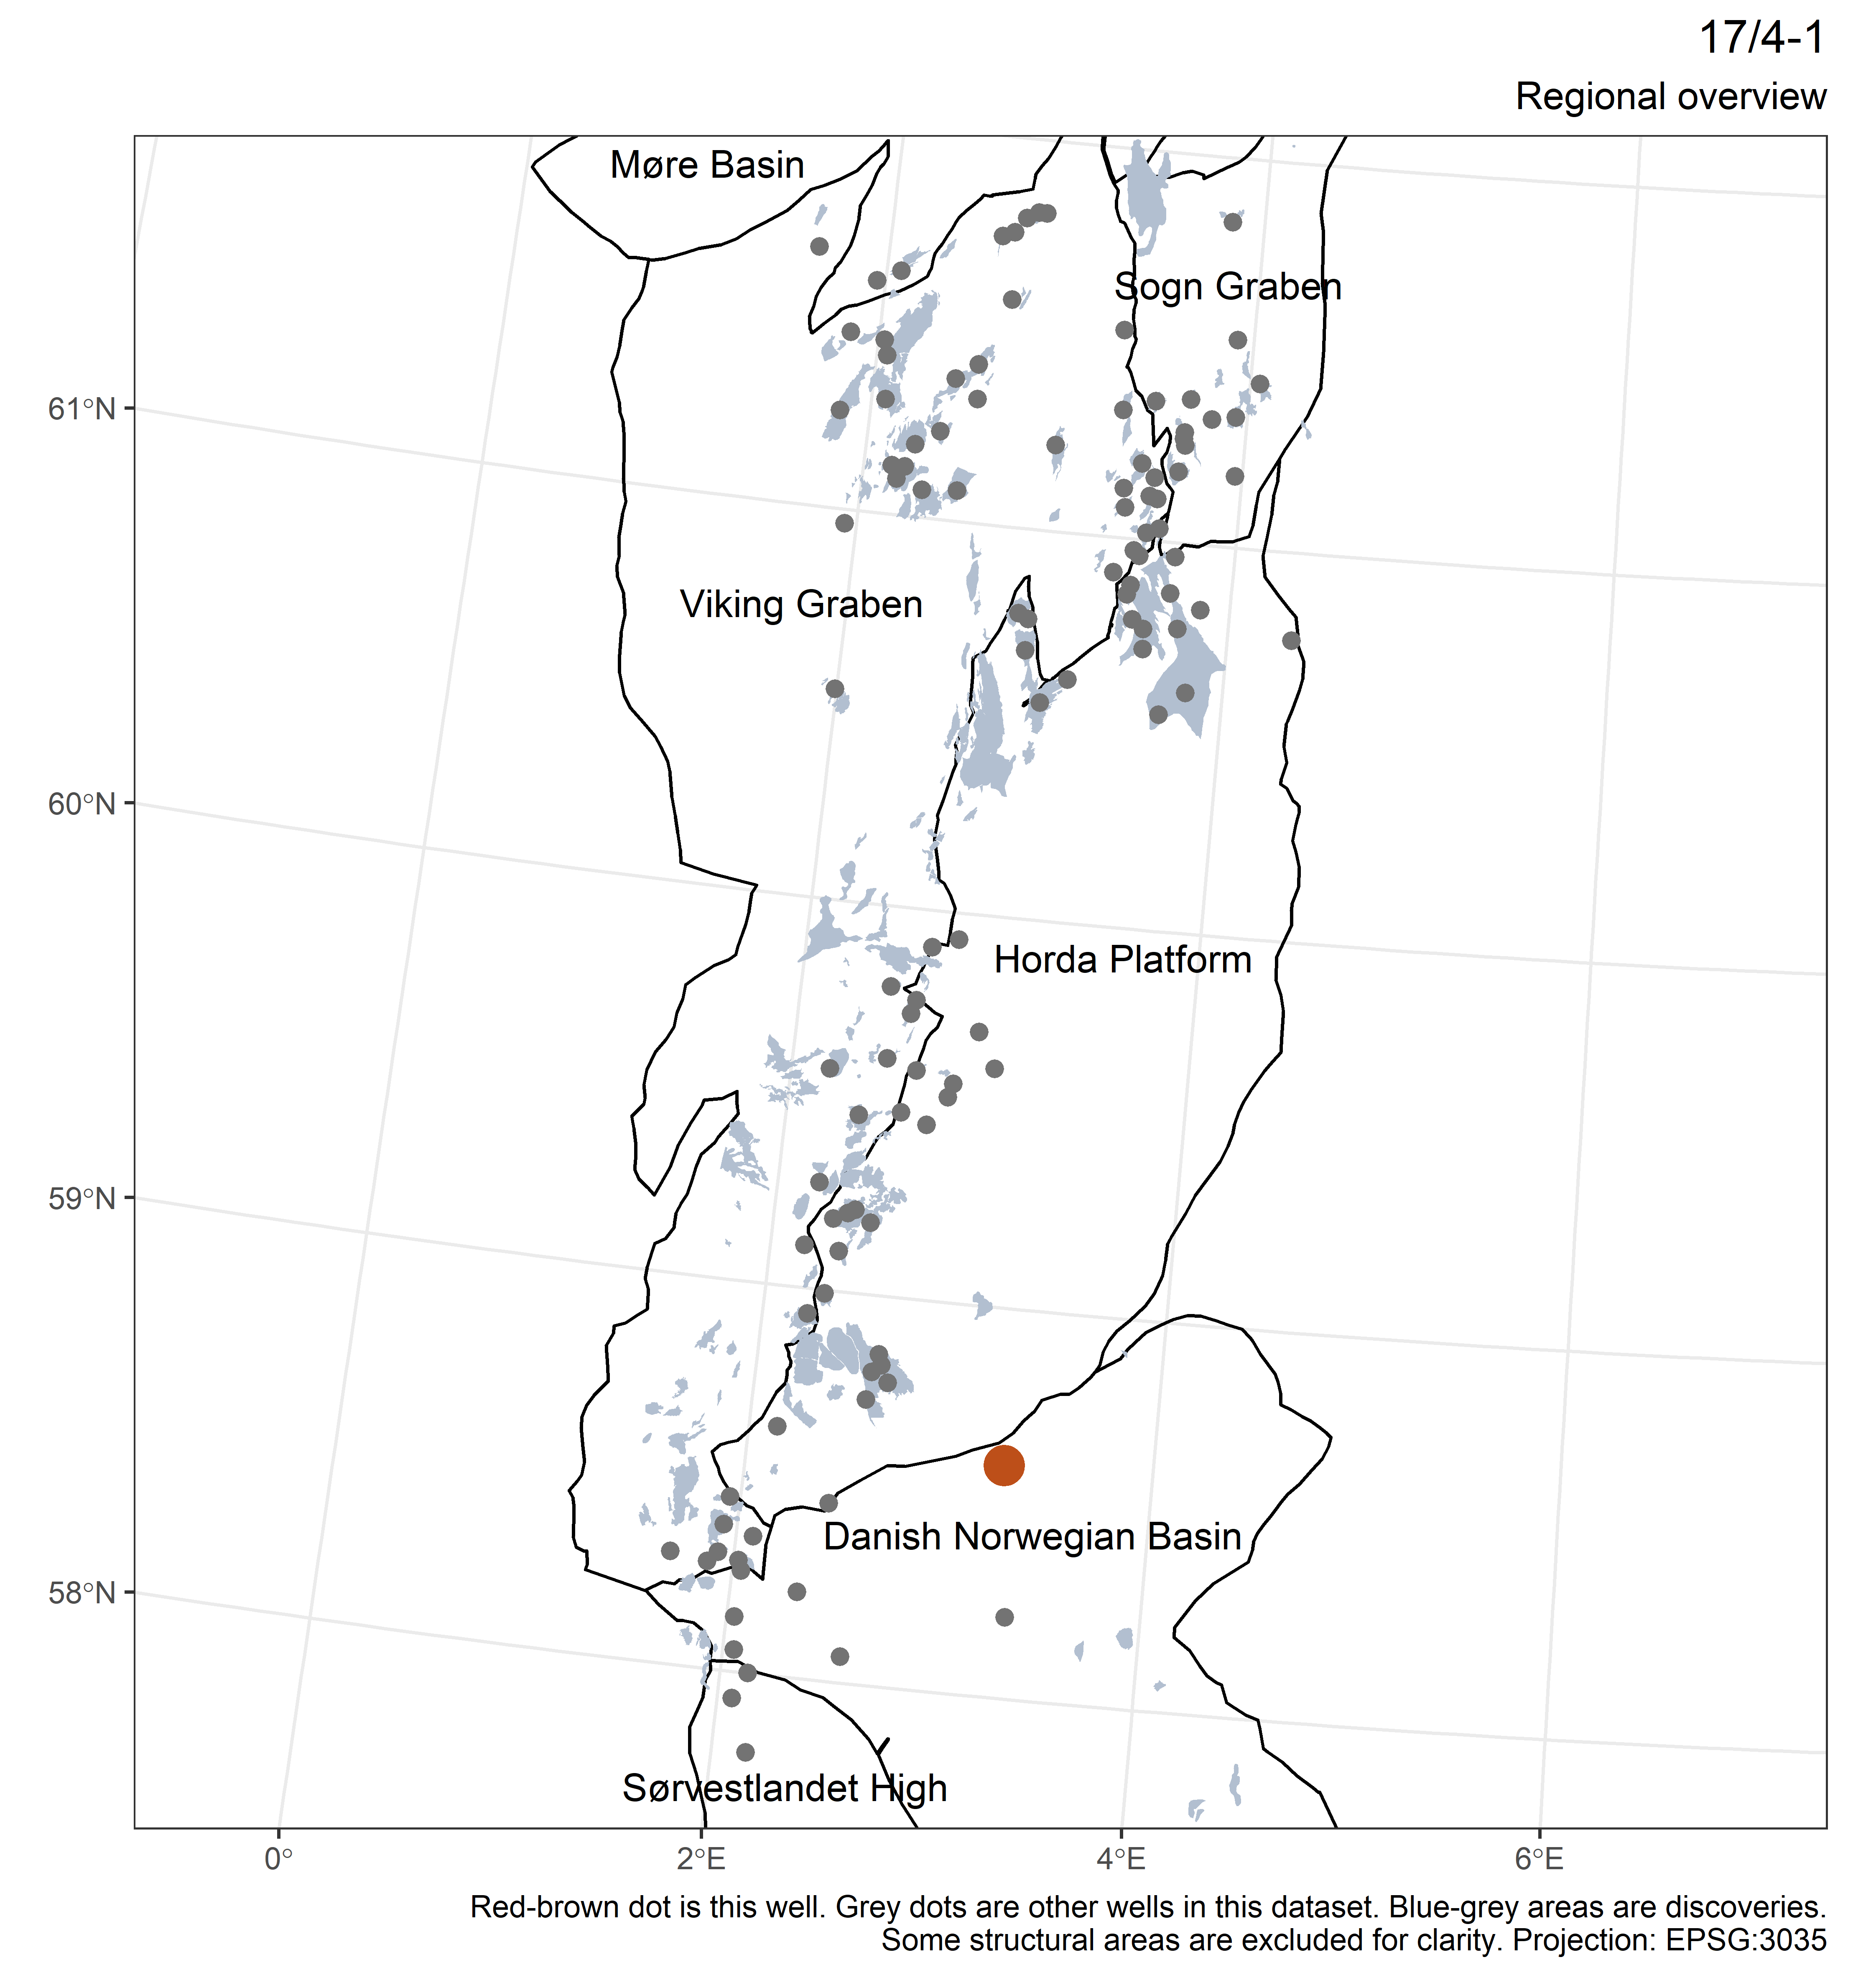 17/4-1
Regional overview
Møre Basin
Sogn Graben
61°N
Viking Graben
60°N
Horda Platform
59°N
Danish Norwegian Basin
58°N
Sørvestlandet High
0°
2°E
4°E
6°E
Red-brown dot is this well. Grey dots are other wells in this dataset. Blue-grey areas are discoveries.
Some structural areas are excluded for clarity. Projection: EPSG:3035